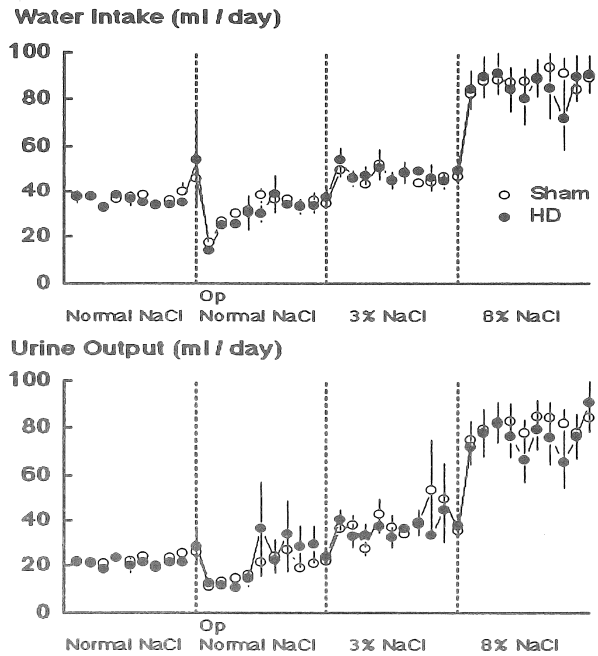 Water Intake (ml / day)
100
80
60
40
20
0
Sham
HD
Op
Normal NaCl Normal NaCl 3% NaCl 8% NaCl
Urine Output (ml / day)
100
80
60
40
20
0
Op
Normal NaCl Normal NaCl 3% NaCl 8% NaCl